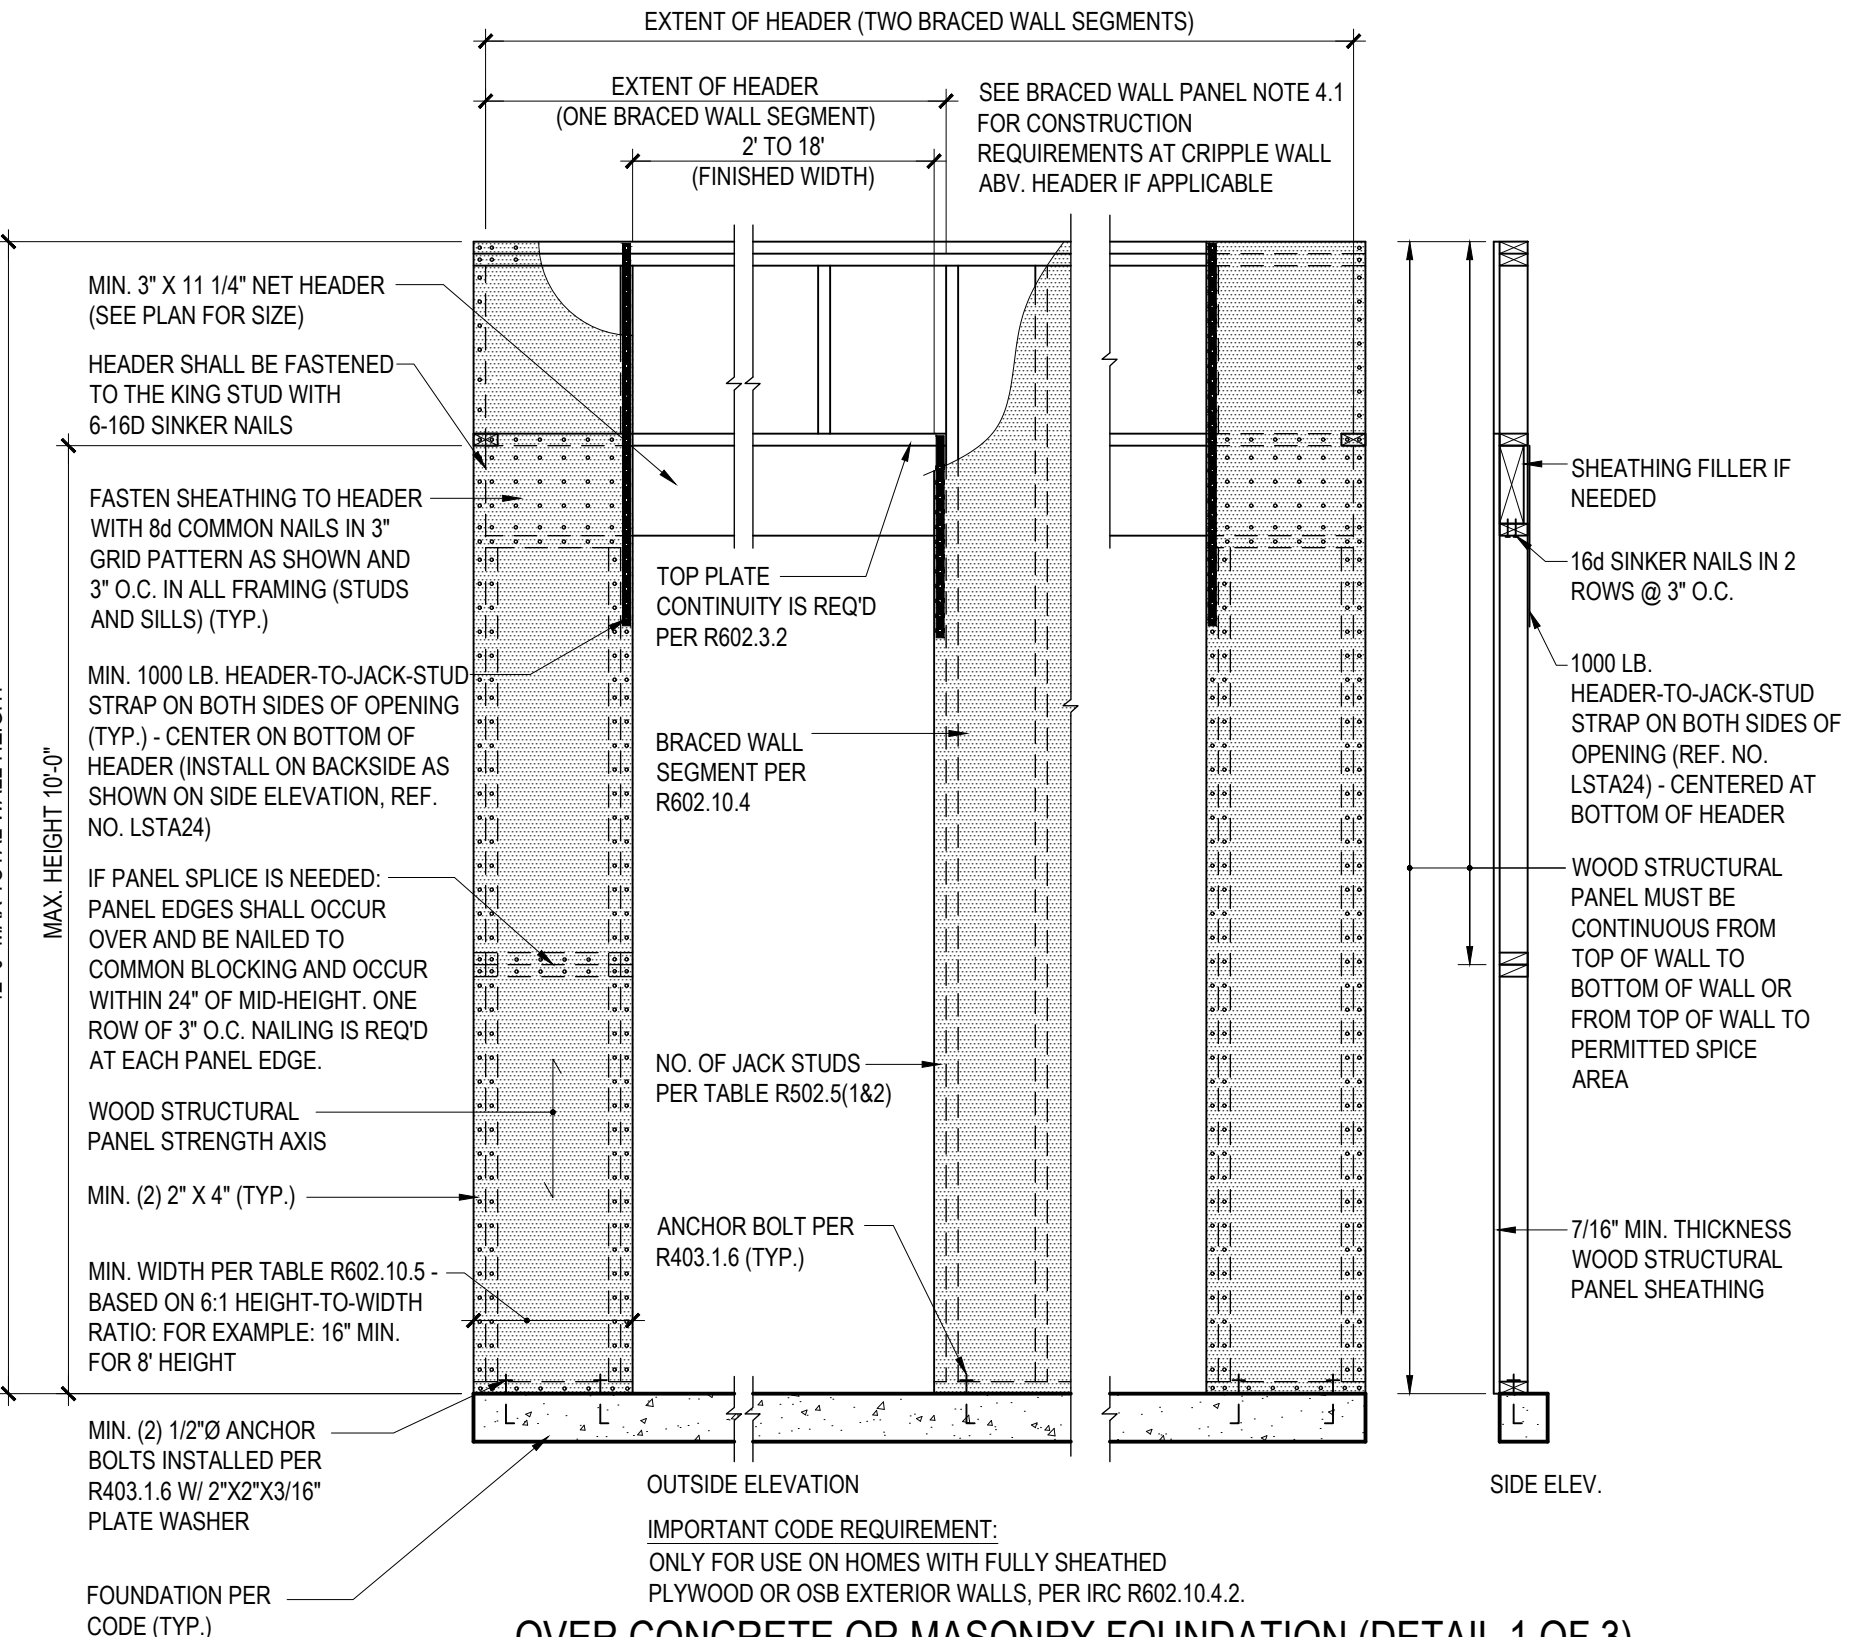 EXTENT OF HEADER (TWO BRACED WALL SEGMENTS)
EXTENT OF HEADER
(ONE BRACED WALL SEGMENT)
2' TO 18'
(FINISHED WIDTH)
SEE BRACED WALL PANEL NOTE 4.1
FOR CONSTRUCTION
REQUIREMENTS AT CRIPPLE WALL
ABV. HEADER IF APPLICABLE
MAX. HEIGHT 10'-0"
MIN. 3" X 11 1/4" NET HEADER
(SEE PLAN FOR SIZE)
HEADER SHALL BE FASTENED
TO THE KING STUD WITH
6-16D SINKER NAILS
FASTEN SHEATHING TO HEADER
WITH 8d COMMON NAILS IN 3"
GRID PATTERN AS SHOWN AND
3" O.C. IN ALL FRAMING (STUDS
AND SILLS) (TYP.)
MIN. 1000 LB. HEADER-TO-JACK-STUD
STRAP ON BOTH SIDES OF OPENING
(TYP.) - CENTER ON BOTTOM OF
HEADER (INSTALL ON BACKSIDE AS
SHOWN ON SIDE ELEVATION, REF.
NO. LSTA24)
IF PANEL SPLICE IS NEEDED:
PANEL EDGES SHALL OCCUR
OVER AND BE NAILED TO
COMMON BLOCKING AND OCCUR
WITHIN 24" OF MID-HEIGHT. ONE
ROW OF 3" O.C. NAILING IS REQ'D
AT EACH PANEL EDGE.
WOOD STRUCTURAL
PANEL STRENGTH AXIS
MIN. (2) 2" X 4" (TYP.)
MIN. WIDTH PER TABLE R602.10.5 -
BASED ON 6:1 HEIGHT-TO-WIDTH
RATIO: FOR EXAMPLE: 16" MIN.
FOR 8' HEIGHT
MIN. (2) 1/2"Ø ANCHOR
BOLTS INSTALLED PER
R403.1.6 W/ 2"X2"X3/16"
PLATE WASHER
FOUNDATION PER
CODE (TYP.)
TOP PLATE
CONTINUITY IS REQ'D
PER R602.3.2
BRACED WALL
SEGMENT PER
R602.10.4
NO. OF JACK STUDS
PER TABLE R502.5(1&2)
ANCHOR BOLT PER
R403.1.6 (TYP.)
SHEATHING FILLER IF
NEEDED
16d SINKER NAILS IN 2
ROWS @ 3" O.C.
1000 LB.
HEADER-TO-JACK-STUD
STRAP ON BOTH SIDES OF
OPENING (REF. NO.
LSTA24) - CENTERED AT
BOTTOM OF HEADER
WOOD STRUCTURAL
PANEL MUST BE
CONTINUOUS FROM
TOP OF WALL TO
BOTTOM OF WALL OR
FROM TOP OF WALL TO
PERMITTED SPICE
AREA
7/16" MIN. THICKNESS
WOOD STRUCTURAL
PANEL SHEATHING
OUTSIDE ELEVATION
SIDE ELEV.
IMPORTANT CODE REQUIREMENT:
ONLY FOR USE ON HOMES WITH FULLY SHEATHED
PLYWOOD OR OSB EXTERIOR WALLS, PER IRC R602.10.4.2.
OVER CONCRETE OR MASONRY FOUNDATION (DETAIL 1 OF 3)